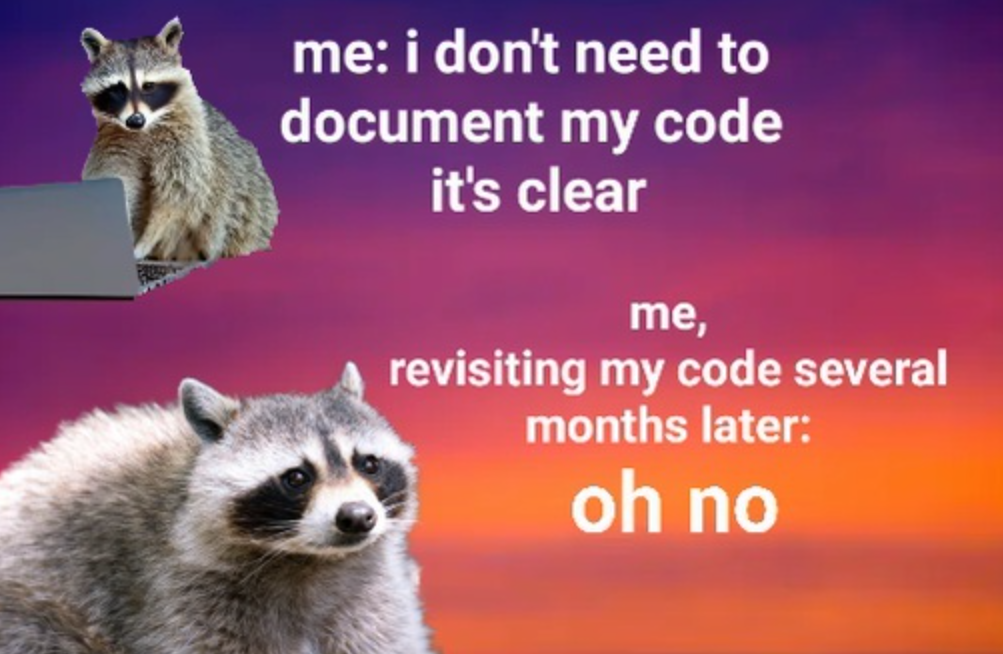 me: i don't need to
document my code
it's clear
me,
revisiting my code several
months later:
oh no